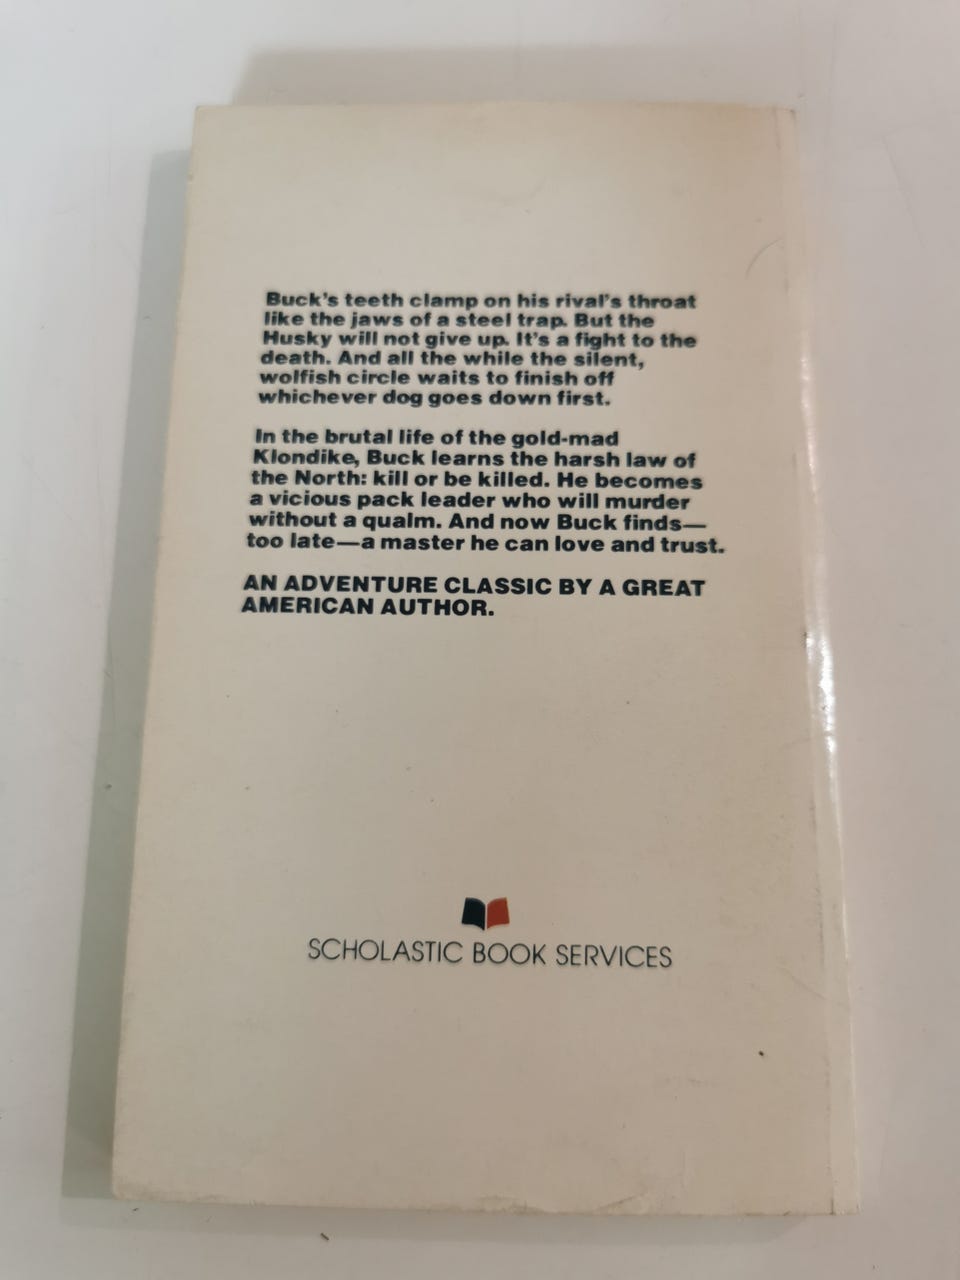 Buck's teeth clamp on his rival's throat
like the jaws of a steel trap. But the
Husky will not give up. It's a fight to the
death. And all the while the silent,
wolfish circle waits to finish off
whichever dog goes down first.
In the brutal life of the gold-mad
Klondike, Buck learns the harsh law of
the North: kill or be killed. He becomes
a vicious pack leader who will murder
without a qualm. And now Buck finds—
too late—a master he can love and trust.
AN ADVENTURE CLASSIC BY A GREAT
AMERICAN AUTHOR.
SCHOLASTIC BOOK SERVICES